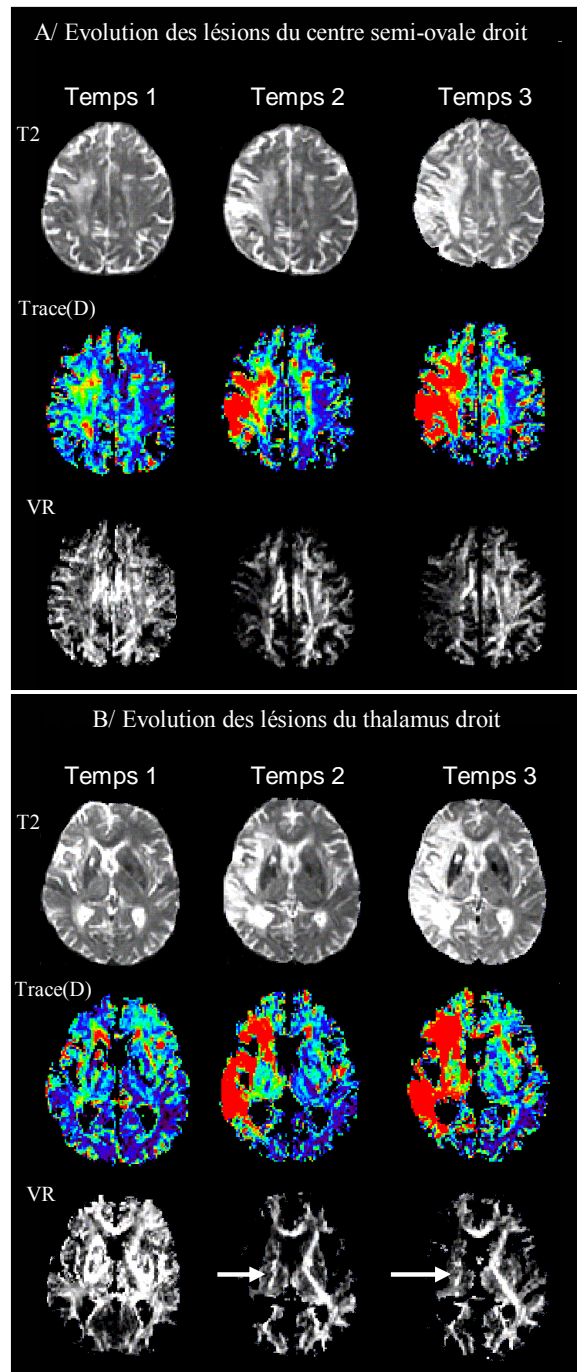 A/ Evolution des lésions du centre semi-ovale droit
Temps 1 Temps 2 Temps 3
T2
Trace(D)
VR
B/ Evolution des lésions du thalamus droit
Temps 1 Temps 2 Temps 3
T2
Trace(D)
VR